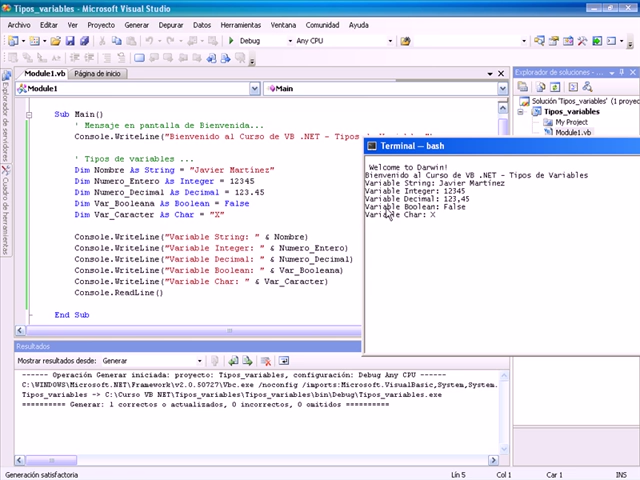 Tipos_variables - Microsoft Visual Studio
Archivo Editar Ver Proyecto Generar Depurar Datos Herramientas Ventana Comunidad Ayuda
Debug Any CPU
Module1.vb Página de inicio
Module1 Main
Explorador de servidores
Cuadro de herramientas
Sub Main()
' Mensaje en pantalla de Bienvenida...
Console.WriteLine("Bienvenido al Curso de VB .NET - Tipos
' Tipos de variables ...
Dim Nombre As String = "Javier Martinez"
Dim Numero_Entero As Integer = 12345
Dim Numero_Decimal As Decimal = 123.45
Dim Var_Booleana As Boolean = False
Dim Var_Caracter As Char = "X"
Console.WriteLine("Variable String: " & Nombre)
Console.WriteLine("Variable Integer: " & Numero_Entero)
Console.WriteLine("Variable Decimal: " & Numero_Decimal)
Console.WriteLine("Variable Boolean: " & Var_Booleana)
Console.WriteLine("Variable Char: " & Var_Caracter)
Console.ReadLine()
End Sub
Explorador de soluciones - ...
Solución "Tipos_variables" (1 proyec
Tipos_variables
My Project
Module1.vb
Terminal — bash
Welcome to Darwin!
Bienvenido al Curso de VB .NET - Tipos de Variables
Variable String: Javier Martinez
Variable Integer: 12345
Variable Decimal: 123,45
Variable Boolean: False
Variable Char: X
Resultados
Mostrar resultados desde: Generar
------ Operación Generar iniciada: proyecto: Tipos_variables, configuración: Debug Any CPU ------
C:\WINDOWS\Microsoft.NET\Framework\v2.0.50727\Vbc.exe /noconfig /imports:Microsoft.VisualBasic,System,System.
Tipos_variables -> C:\Curso VB NET\Tipos_variables\Tipos_variables\bin\Debug\Tipos_variables.exe
========== Generar: 1 correctos o actualizados, 0 incorrectos, 0 omitidos ==========
Generación satisfactoria Lín 5 Col 1 Car 1